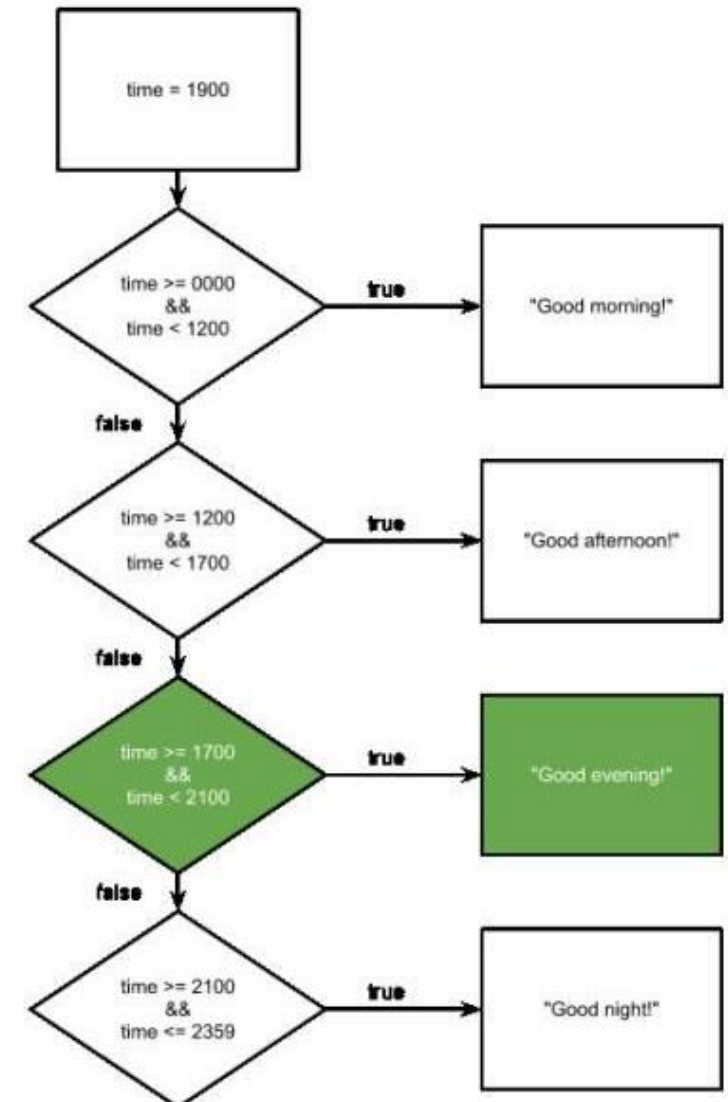 time = 1900
time >= 0000
&&
time < 1200
true
"Good morning!"
false
time >= 1200
&&
time < 1700
true
"Good afternoon!"
false
time >= 1700
&&
time < 2100
true
"Good evening!"
false
time >= 2100
&&
time <= 2359
true
"Good night!"